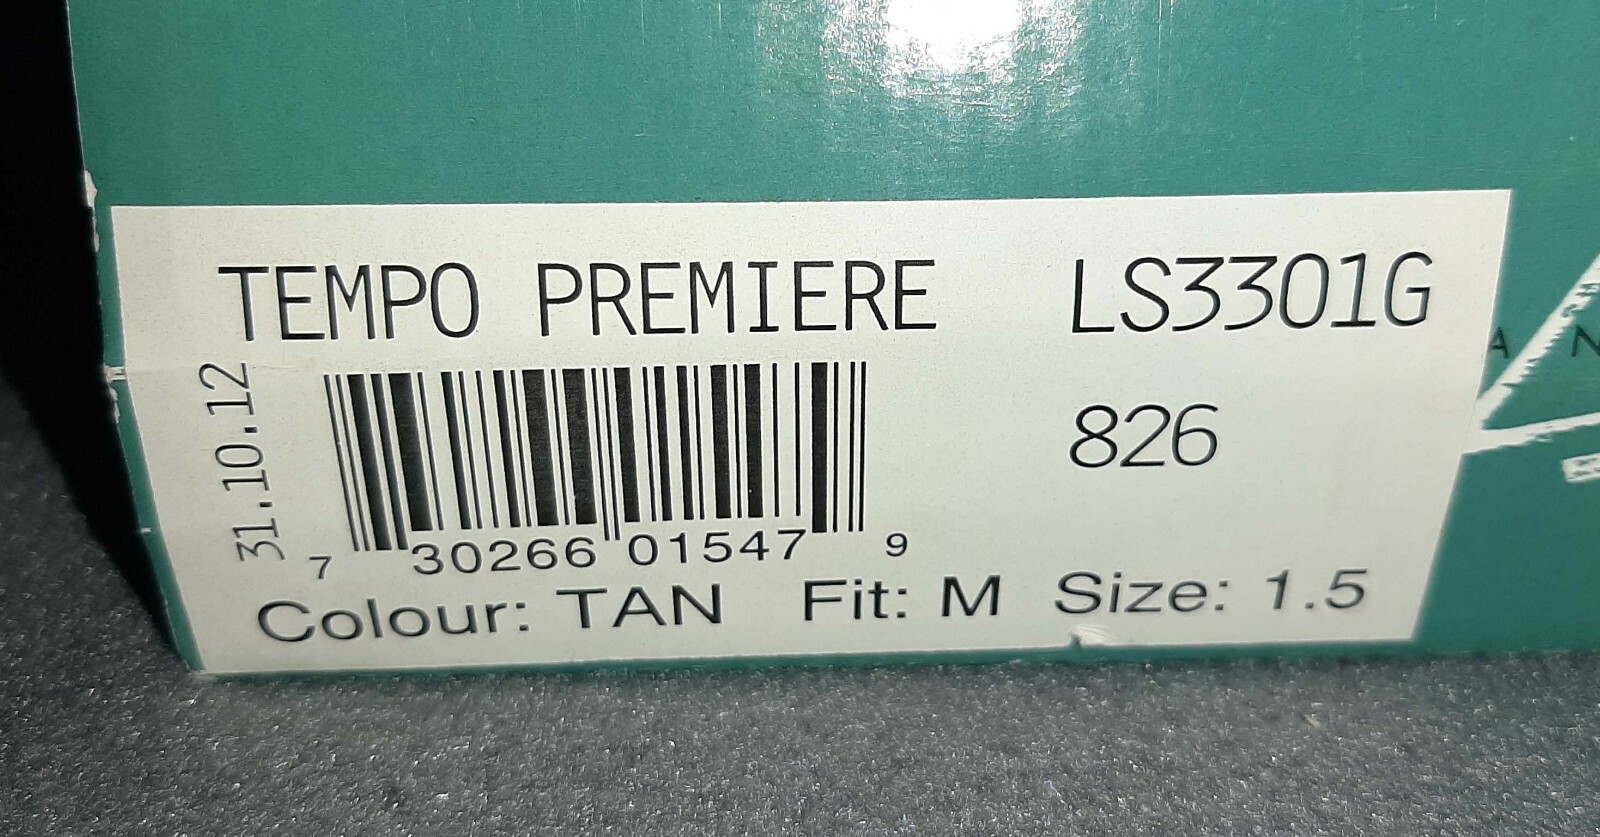 TEMPO PREMIERE LS3301G
31.10.12
826
7 30266 01547 9
Colour: TAN Fit: M Size: 1.5
A N